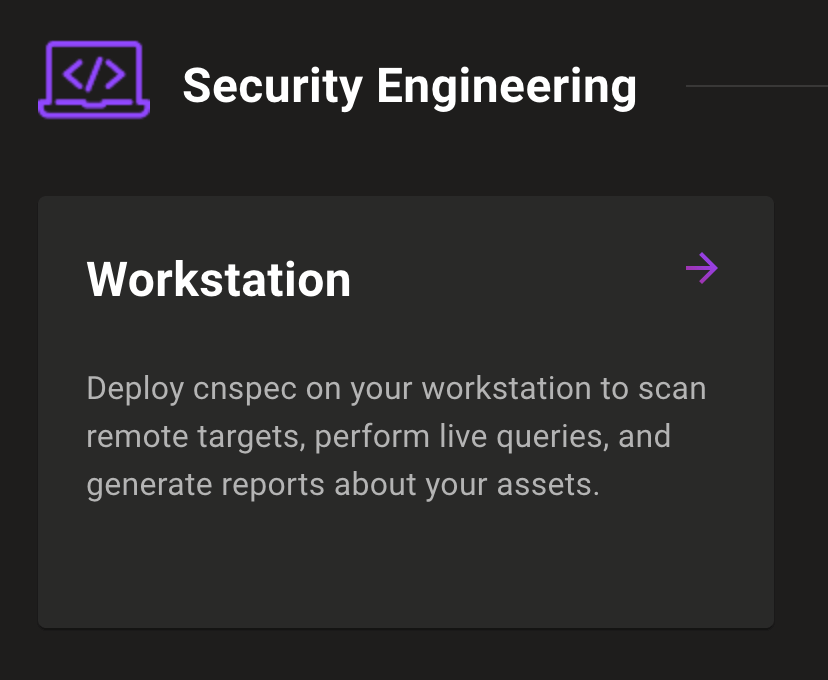 Security Engineering
Workstation
Deploy cnspec on your workstation to scan
remote targets, perform live queries, and
generate reports about your assets.